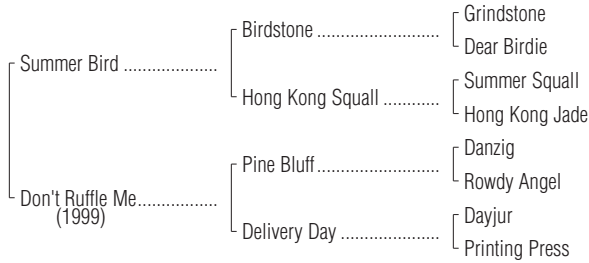 Grindstone
Birdstone ....................
Dear Birdie
Summer Bird ....................
Summer Squall
Hong Kong Squall ............
Hong Kong Jade
Danzig
Pine Bluff..........................
Rowdy Angel
Don't Ruffle Me.................
(1999)
Dayjur
Delivery Day .....................
Printing Press